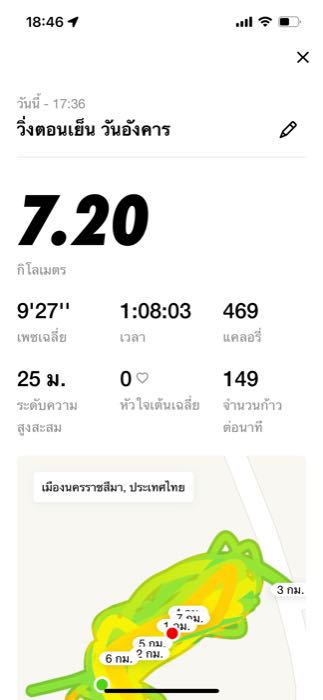 18:46
วันนี้ - 17:36
วิ่งตอนเย็น วันอังคาร
7.20
กิโลเมตร
9'27'' 1:08:03 469
เพซเฉลี่ย เวลา แคลอรี่
25 ม. 0 149
ระดับความสูงสะสม หัวใจเต้นเฉลี่ย จำนวนก้าวต่อนาที
เมืองนครราชสีมา, ประเทศไทย
3 กม.
7 กม.
1 กม.
5 กม.
2 กม.
6 กม.